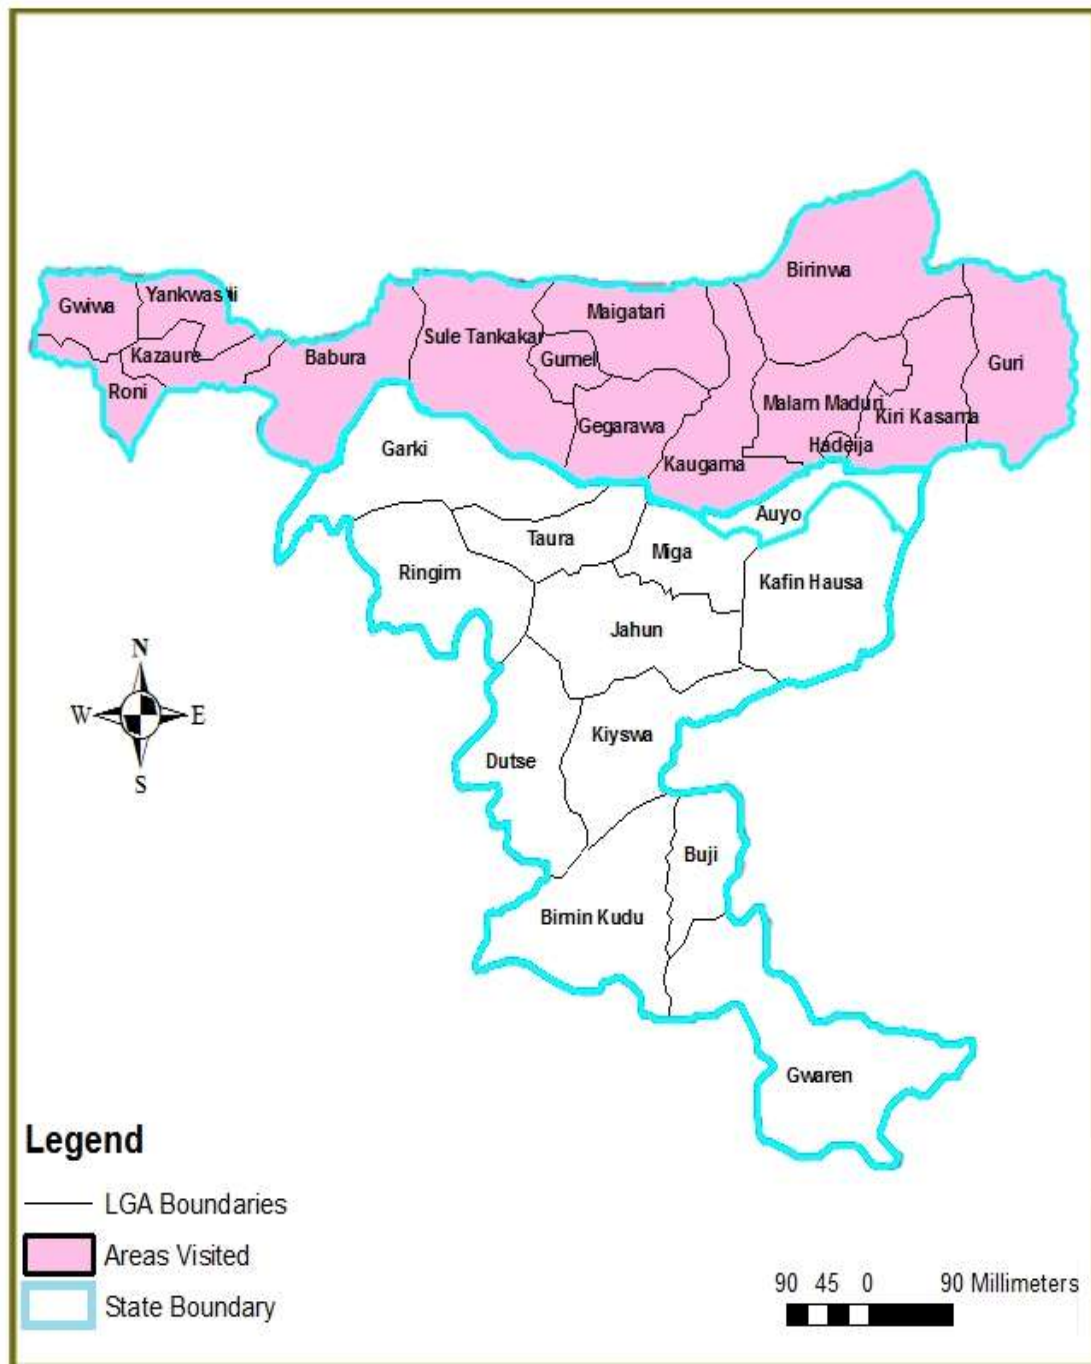 Birinwa
Gwiwa
Yankwashi
Maigatari
Sule Tankakar
Kazaure
Babura
Gumel
Guri
Roni
Malam Maduri
Kiri Kasama
Gegarawa
Hadeija
Garki
Kaugama
Auyo
Taura
Miga
Ringim
Kafin Hausa
Jahun
N
W
E
S
Kiyswa
Dutse
Buji
Birnin Kudu
Gwaren
Legend
LGA Boundaries
Areas Visited
State Boundary
90 45 0 90 Millimeters